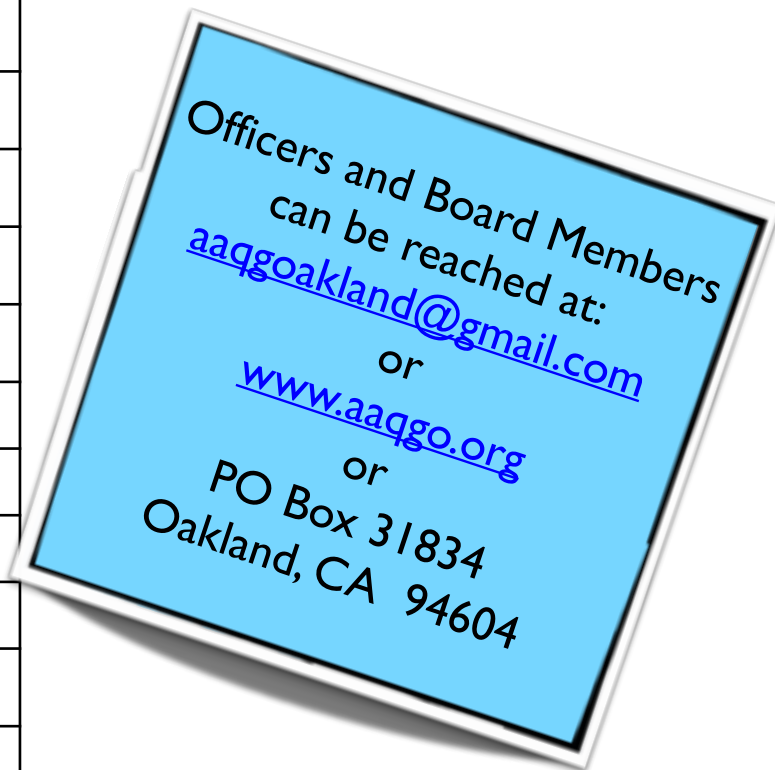 Officers and Board Members
can be reached at:
aaqgoakland@gmail.com
or
www.aaqgo.org
or
PO Box 31834
Oakland, CA  94604